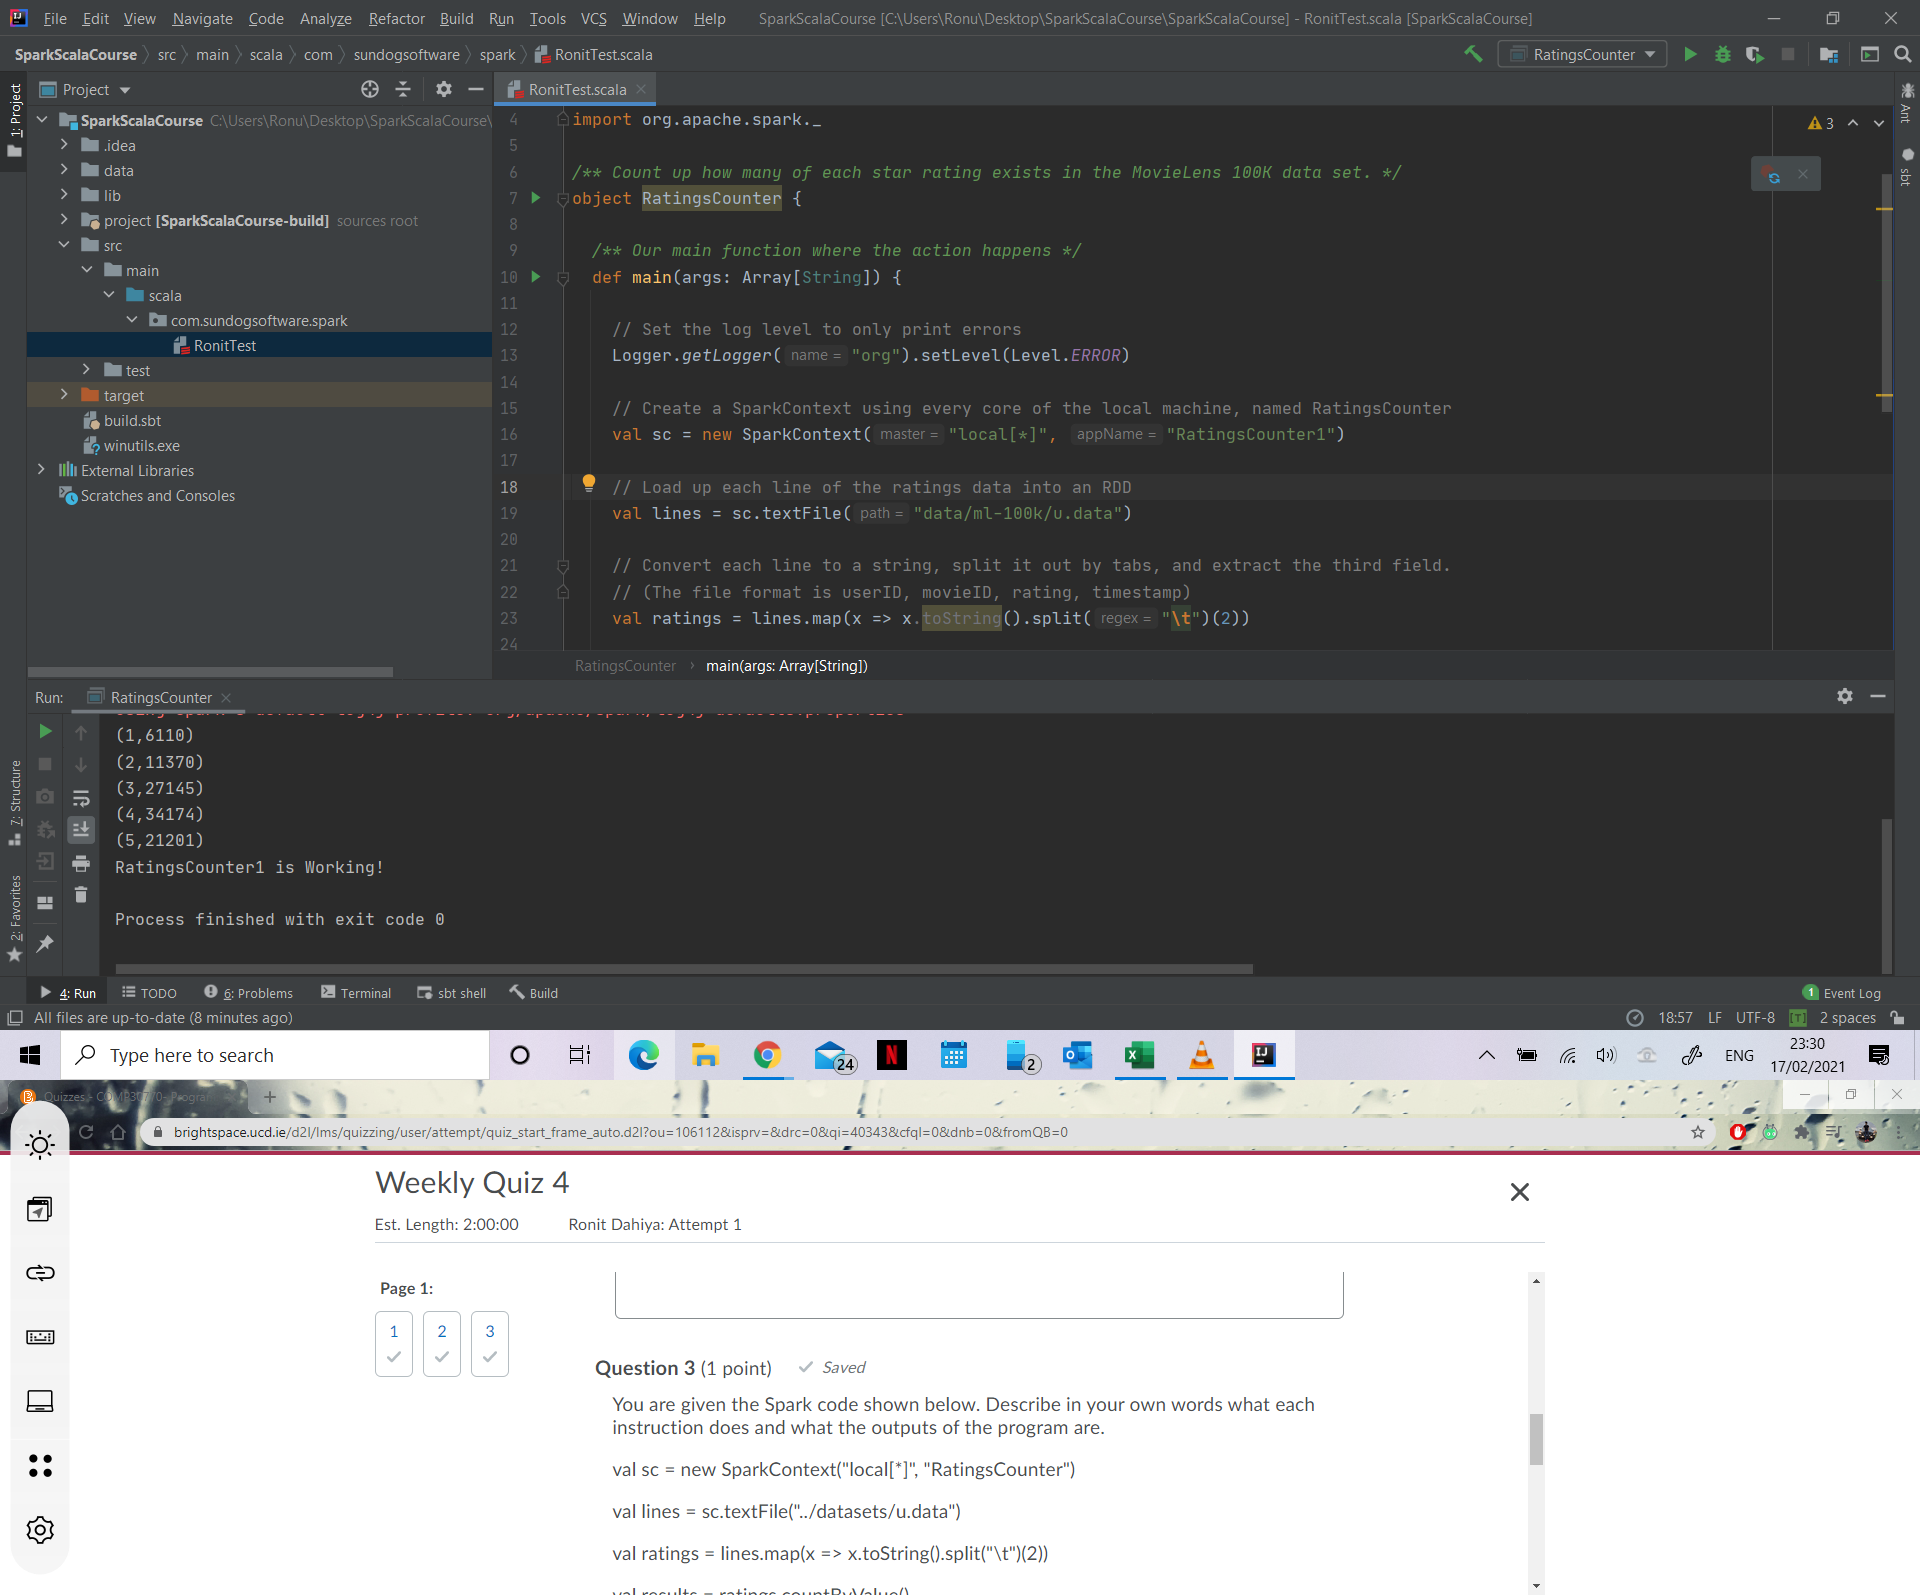 File Edit View Navigate Code Analyze Refactor Build Run Tools VCS Window Help SparkScalaCourse [C:\Users\Ronu\Desktop\SparkScalaCourse\SparkScalaCourse] - RonitTest.scala [SparkScalaCourse]
SparkScalaCourse src main scala com sundogsoftware spark RonitTest.scala RatingsCounter
1: Project
Project
RonitTest.scala
SparkScalaCourse C:\Users\Ronu\Desktop\SparkScalaCourse\
.idea
data
lib
project [SparkScalaCourse-build] sources root
src
main
scala
com.sundogsoftware.spark
RonitTest
test
target
build.sbt
winutils.exe
External Libraries
Scratches and Consoles
4 import org.apache.spark._
5
6 /** Count up how many of each star rating exists in the MovieLens 100K data set. */
7 object RatingsCounter {
8
9 /** Our main function where the action happens */
10 def main(args: Array[String]) {
11
12 // Set the log level to only print errors
13 Logger.getLogger( name = "org").setLevel(Level.ERROR)
14
15 // Create a SparkContext using every core of the local machine, named RatingsCounter
16 val sc = new SparkContext( master = "local[*]", appName = "RatingsCounter1")
17
18 // Load up each line of the ratings data into an RDD
19 val lines = sc.textFile( path = "data/ml-100k/u.data")
20
21 // Convert each line to a string, split it out by tabs, and extract the third field.
22 // (The file format is userID, movieID, rating, timestamp)
23 val ratings = lines.map(x => x.toString().split( regex = "\t")(2))
24
3
Ant
sbt
RatingsCounter main(args: Array[String])
Run: RatingsCounter
(1,6110)
(2,11370)
(3,27145)
(4,34174)
(5,21201)
RatingsCounter1 is Working!
Process finished with exit code 0
7: Structure
2: Favorites
4: Run TODO 6: Problems Terminal sbt shell Build 1 Event Log
All files are up-to-date (8 minutes ago) 18:57 LF UTF-8 2 spaces
Type here to search 24 N 2 ENG 23:30
17/02/2021
Quizzes - COMP30770- Progra
brightspace.ucd.ie/d2l/lms/quizzing/user/attempt/quiz_start_frame_auto.d2l?ou=106112&isprv=&drc=0&qi=40343&cfql=0&dnb=0&fromQB=0
Weekly Quiz 4
Est. Length: 2:00:00 Ronit Dahiya: Attempt 1
Page 1:
1 2 3
Question 3 (1 point) Saved
You are given the Spark code shown below. Describe in your own words what each
instruction does and what the outputs of the program are.
val sc = new SparkContext("local[*]", "RatingsCounter")
val lines = sc.textFile("../datasets/u.data")
val ratings = lines.map(x => x.toString().split("\t")(2))
val results = ratings.countByValue()